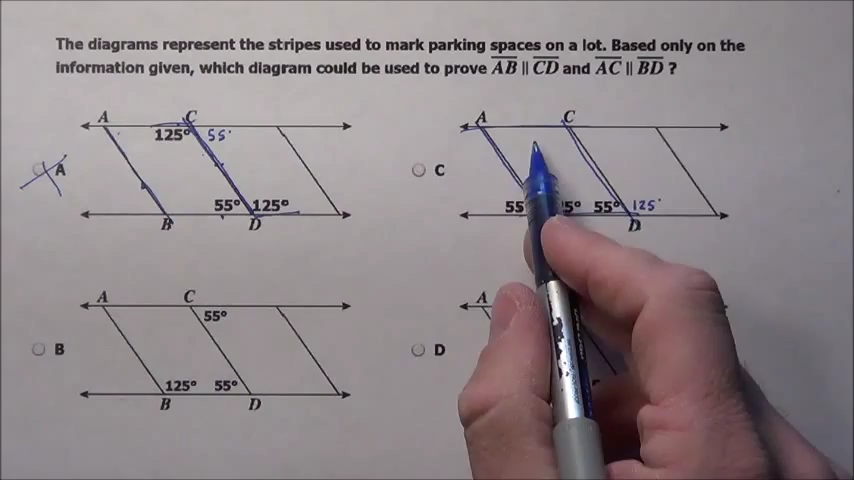 The diagrams represent the stripes used to mark parking spaces on a lot. Based only on the
information given, which diagram could be used to prove AB || CD and AC || BD ?
A C
125° 55°
A
55° 125°
B D
A C
C
55 5° 55° 125°
D
A C
55°
B
125° 55°
B D
A
D